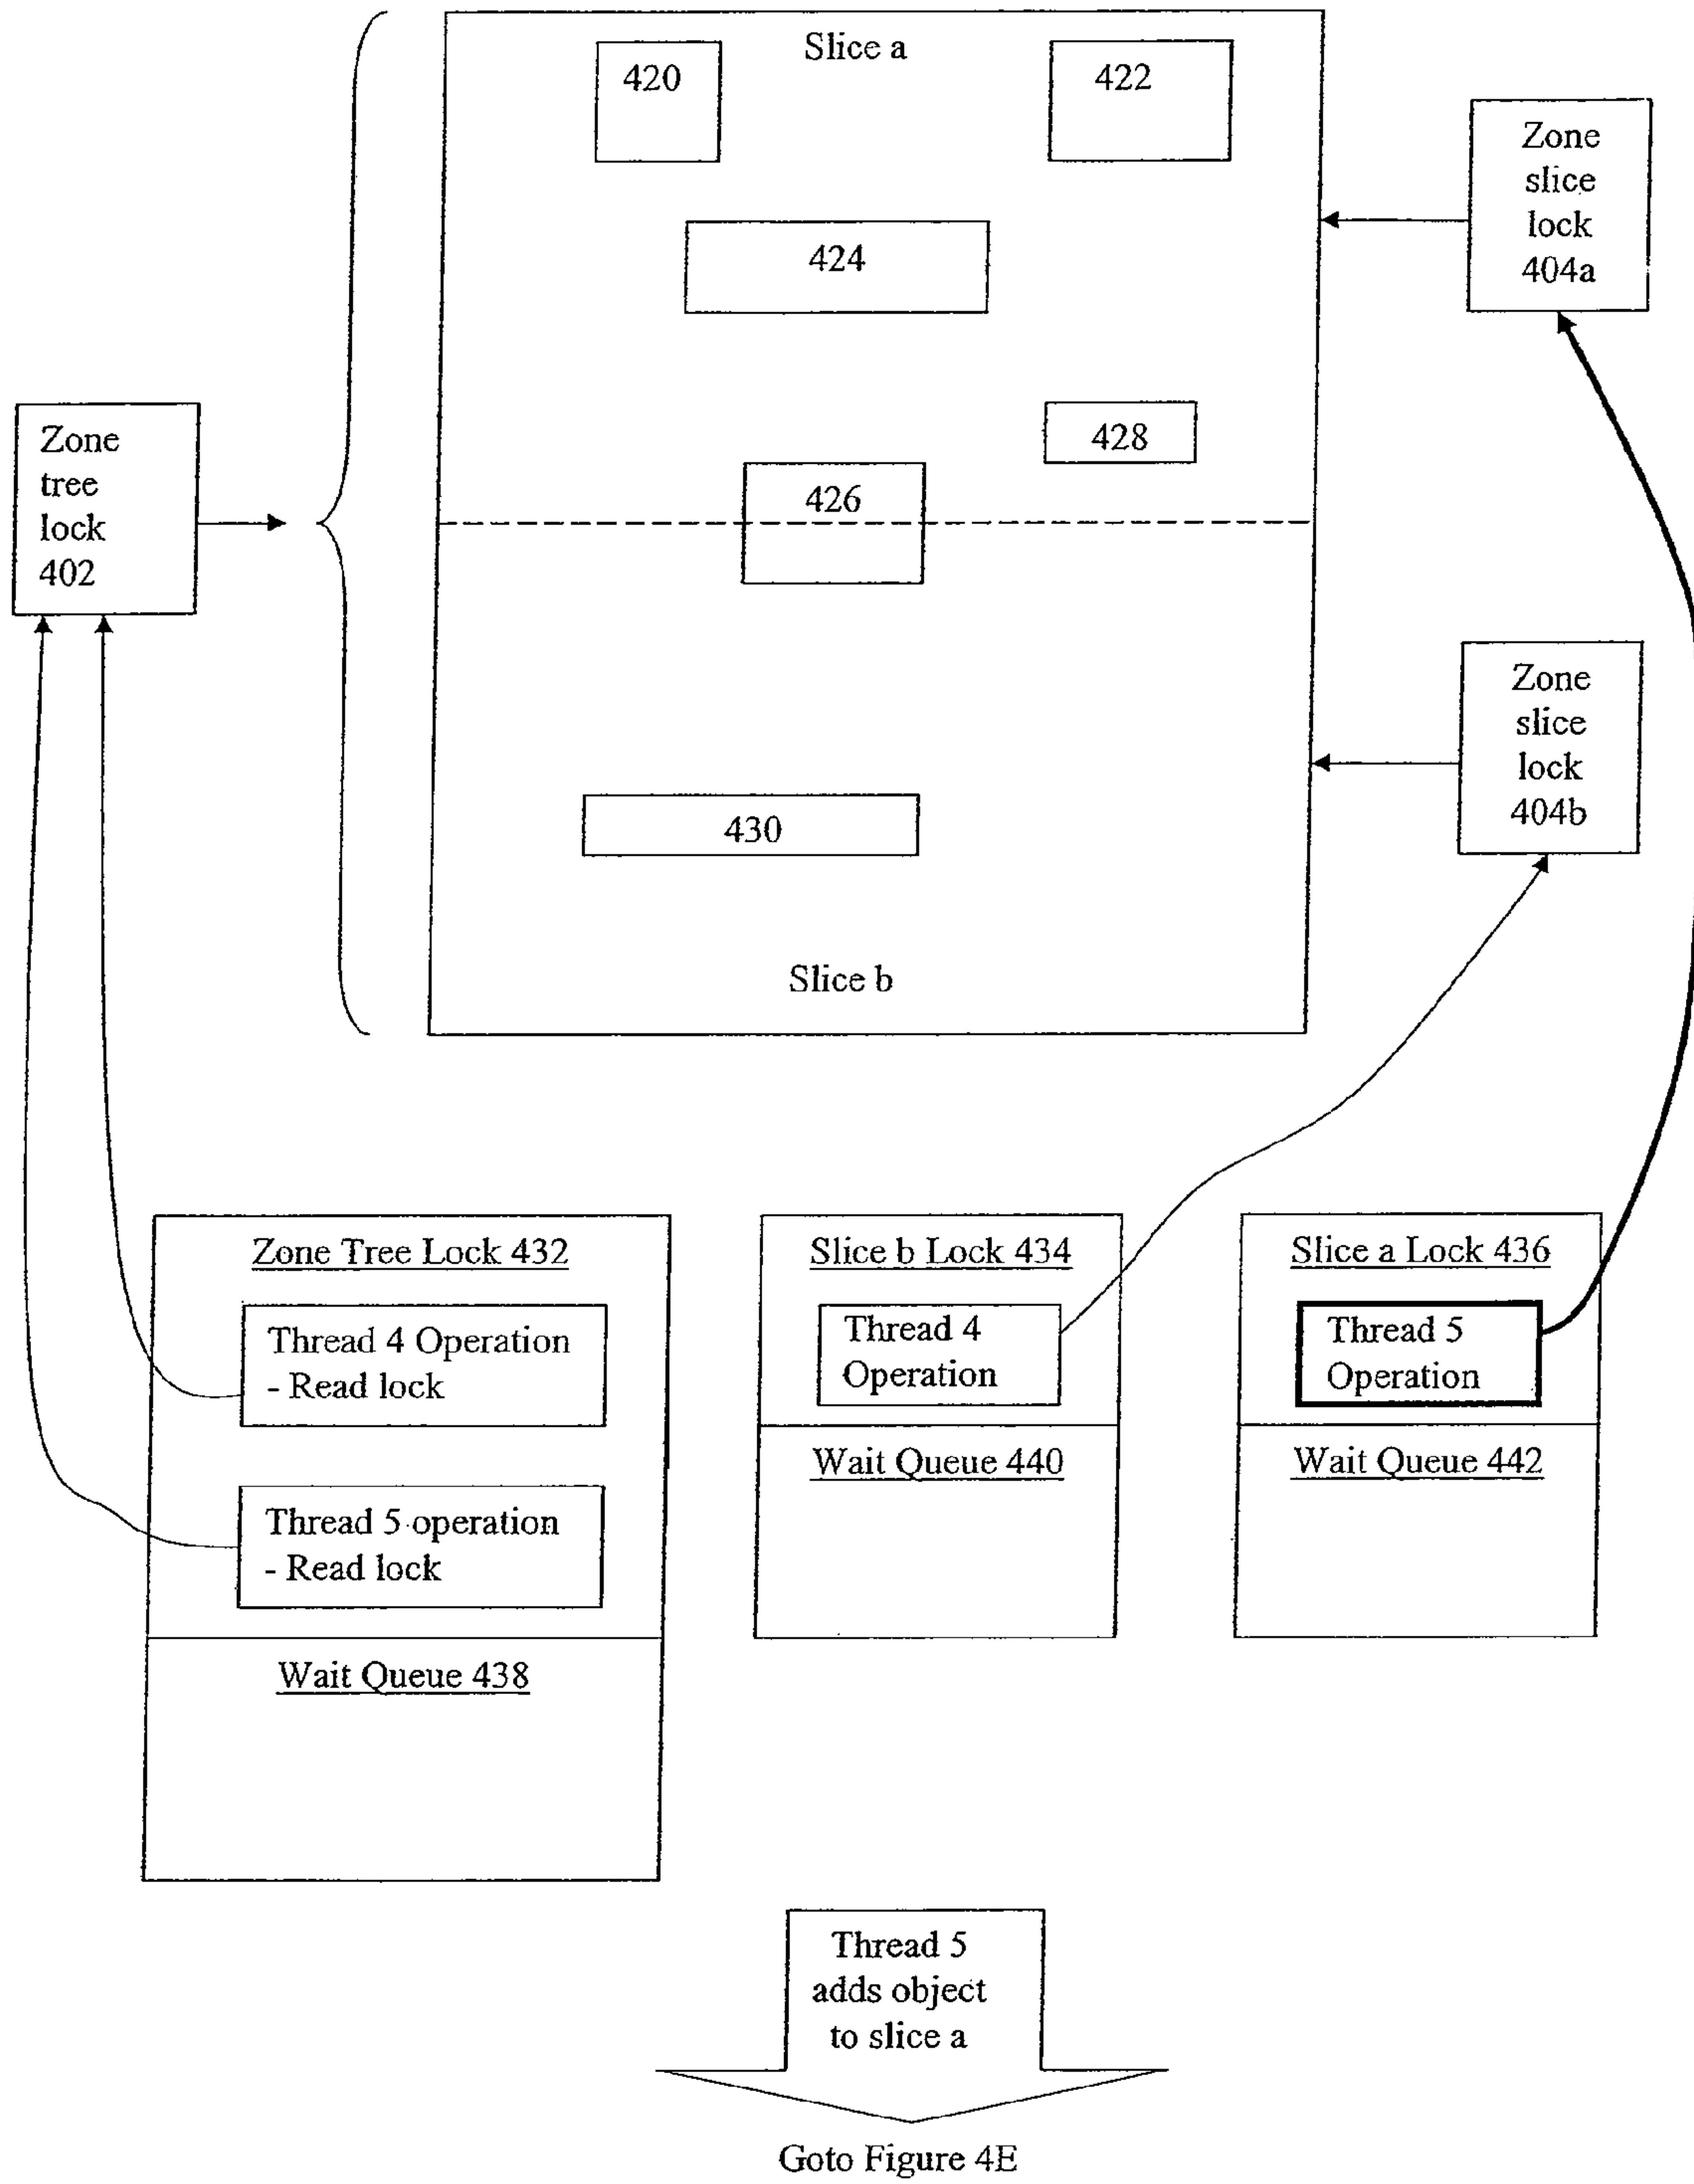 Slice a
420
422
Zone
slice
lock
404a
424
Zone
tree
lock
402
428
426
Zone
slice
lock
404b
430
Slice b
Zone Tree Lock 432
Thread 4 Operation
- Read lock
Thread 5 operation
- Read lock
Wait Queue 438
Slice b Lock 434
Thread 4
Operation
Wait Queue 440
Slice a Lock 436
Thread 5
Operation
Wait Queue 442
Thread 5
adds object
to slice a
Goto Figure 4E